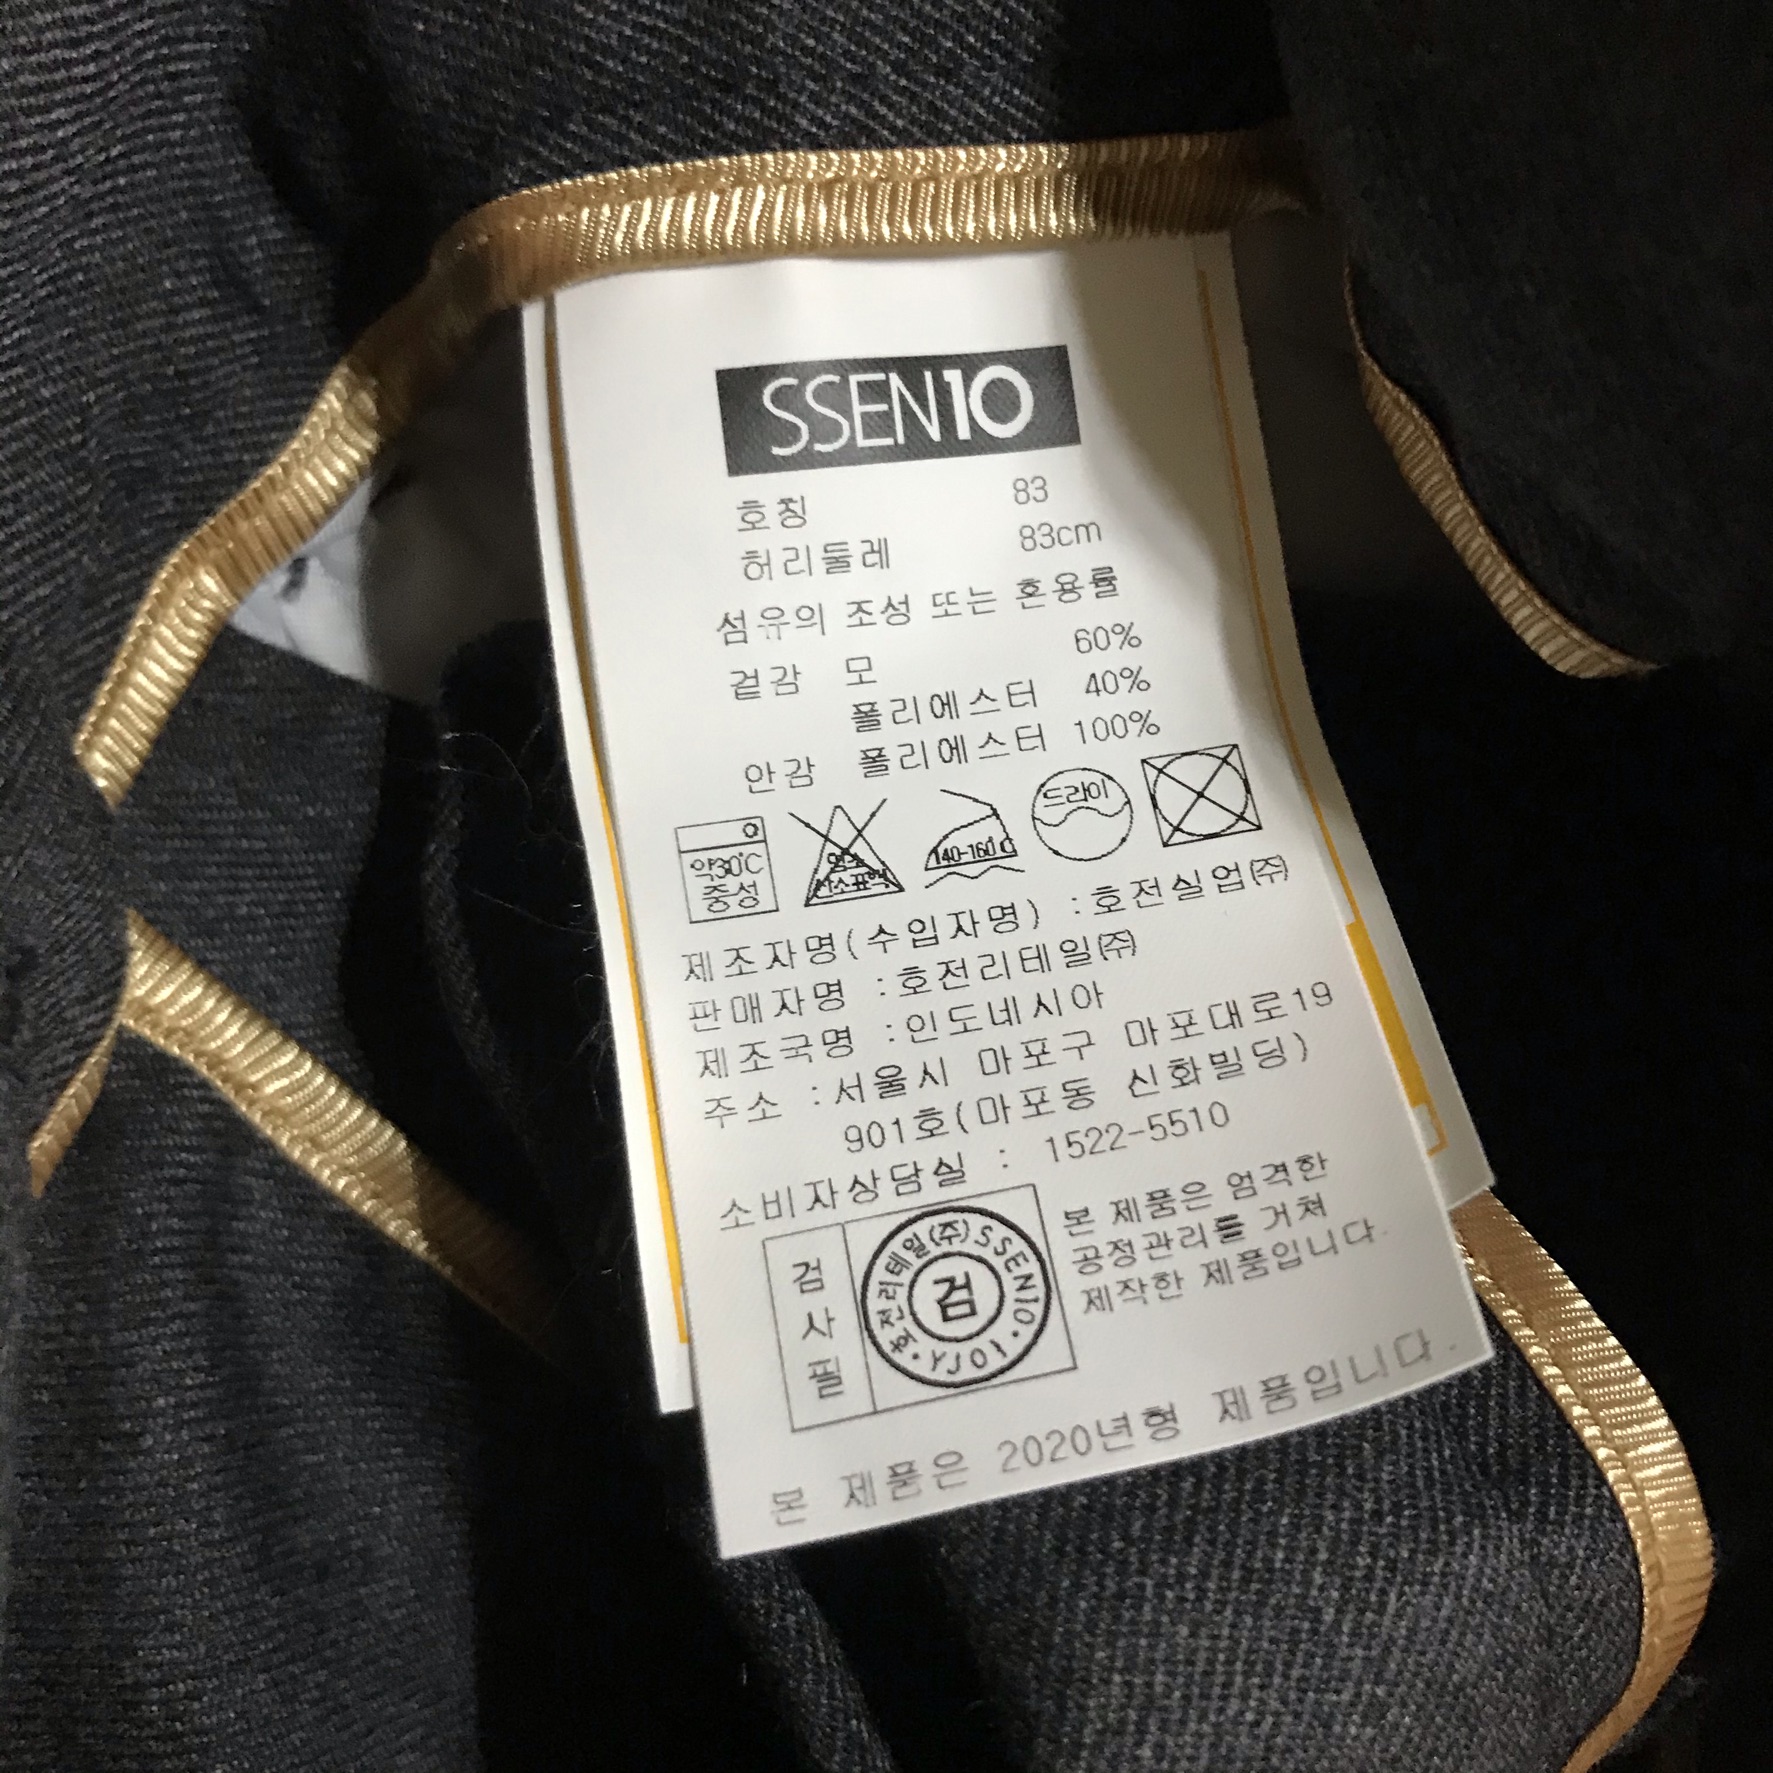 SSEN10
호칭 83
허리둘레 83cm
섬유의 조성 또는 혼용률
겉감 모 60%
폴리에스터 40%
안감 폴리에스터 100%
약30℃
중성
140-160℃
드라이
제조자명(수입자명) :호전실업㈜
판매자명 :호전리테일㈜
제조국명 :인도네시아
주소 :서울시 마포구 마포대로19
901호(마포동 신화빌딩)
소비자상담실 : 1522-5510
검사필
호전리테일(주) SSEN10.
검
본 제품은 엄격한
공정관리를 거쳐
제작한 제품입니다.
본 제품은 2020년형 제품입니다.